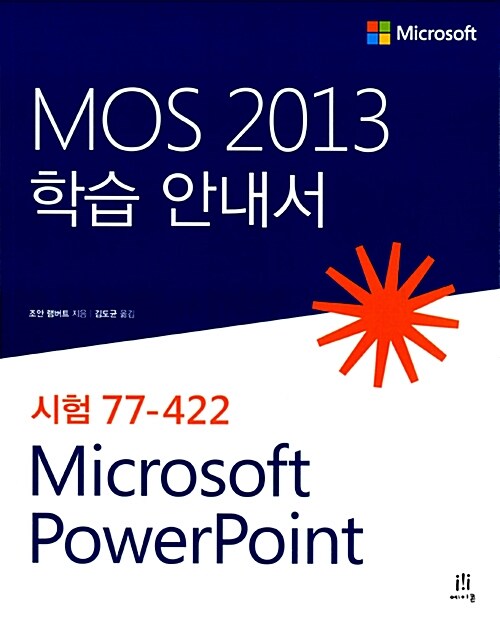 Microsoft
MOS 2013
학습 안내서
조안 램버트 지음 | 김도균 옮김
시험 77-422
Microsoft
PowerPoint
에이콘